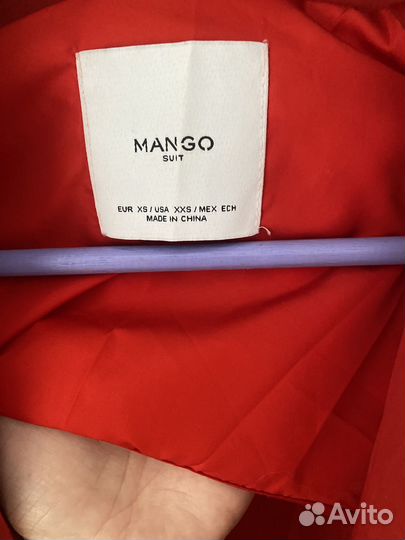 MANGO
SUIT
EUR XS / USA XXS / MEX ECH
MADE IN CHINA
Avito